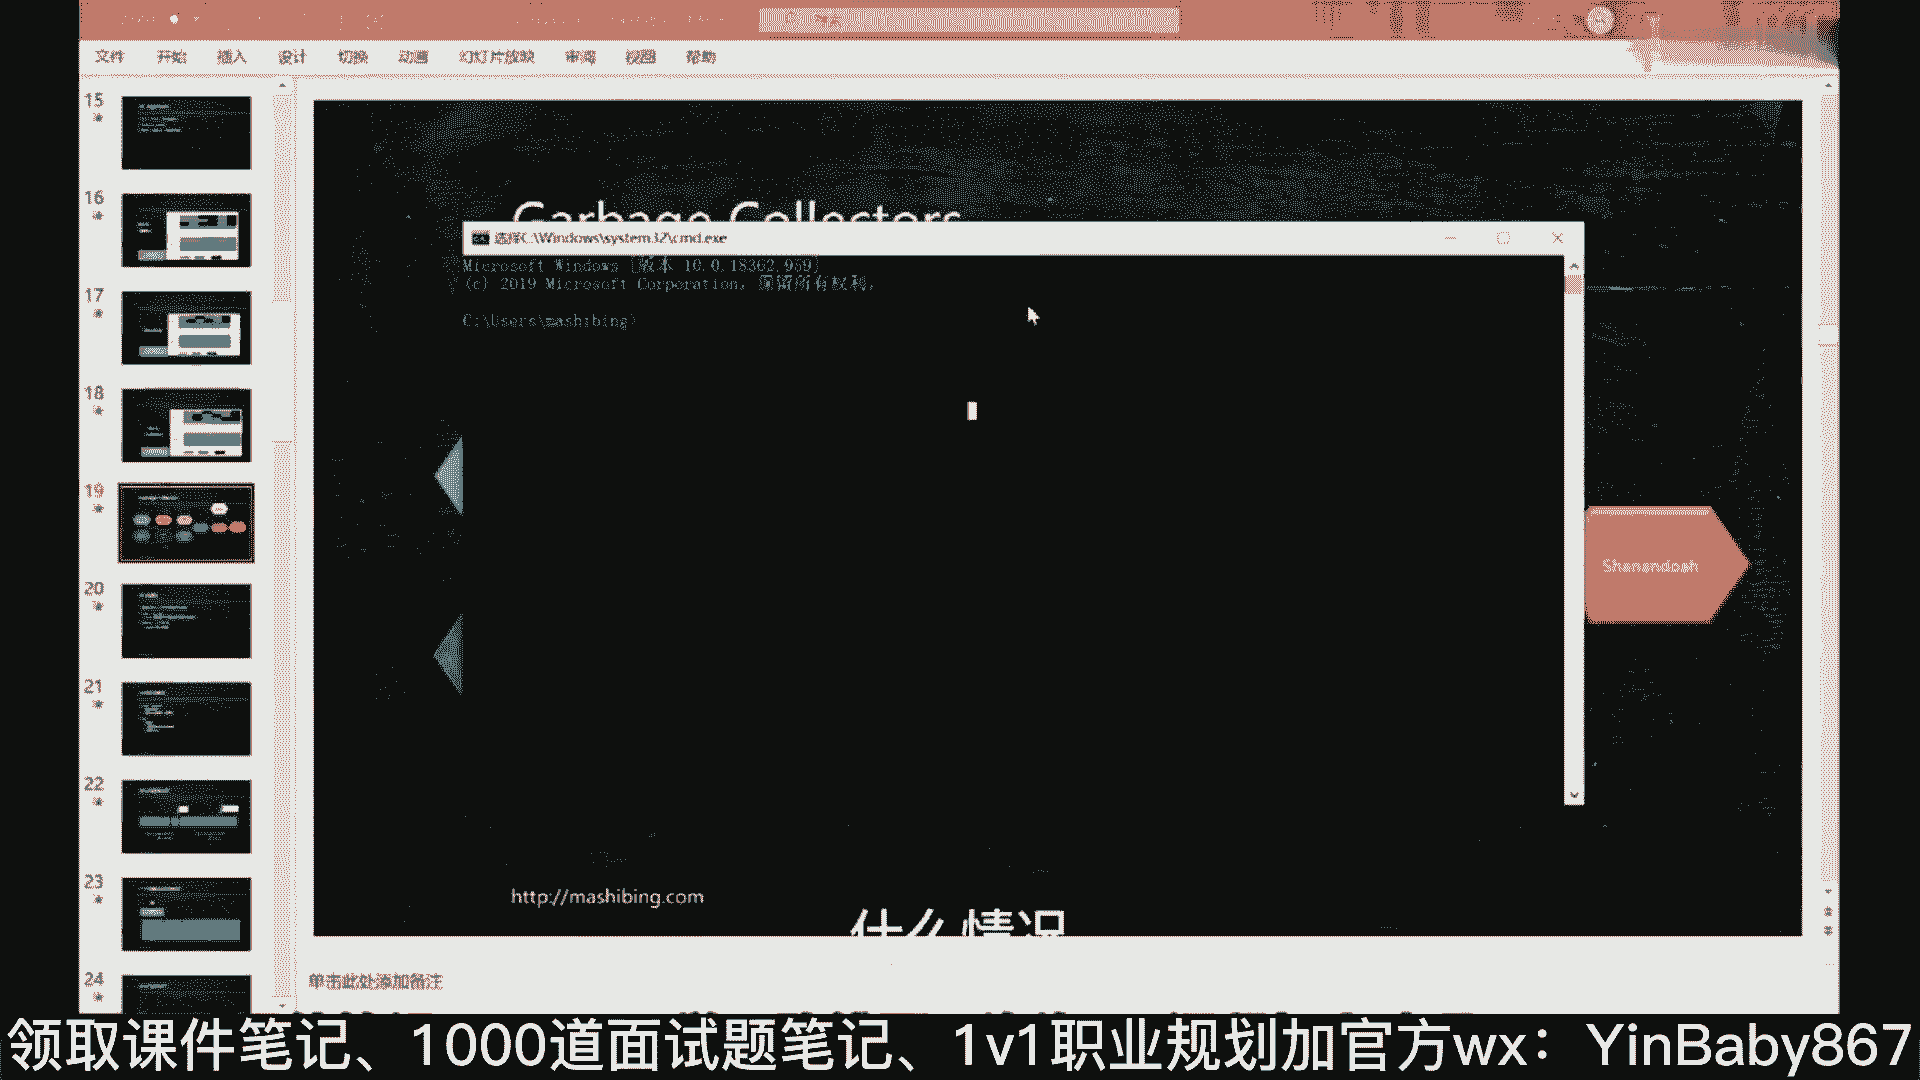 文件 开始 插入 设计 切换 动画 幻灯片放映 审阅 视图 帮助
15
16
17
18
19
20
21
22
23
24
Garbage Collectors
选择C:\Windows\system32\cmd.exe
Microsoft Windows [版本 10.0.18362.959]
(c) 2019 Microsoft Corporation。保留所有权利。
C:\Users\mashibing>
Shenandoah
http://mashibing.com
什么情况
单击此处添加备注
领取课件笔记、1000道面试题笔记、1v1职业规划加官方wx：YinBaby867